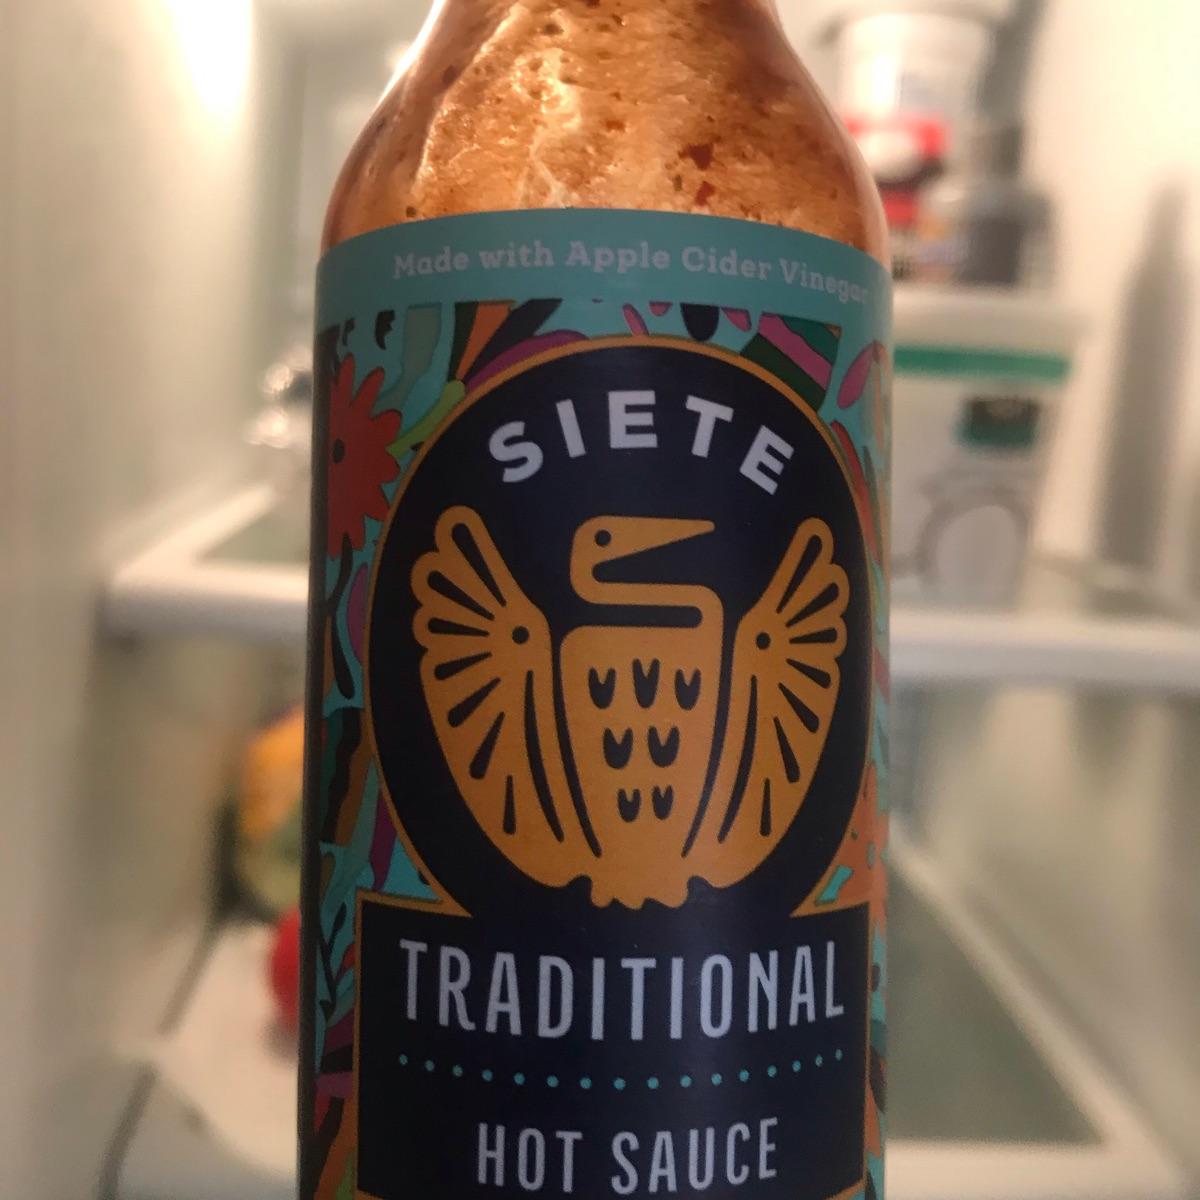 Made with Apple Cider Vinegar
SIETE
TRADITIONAL
HOT SAUCE